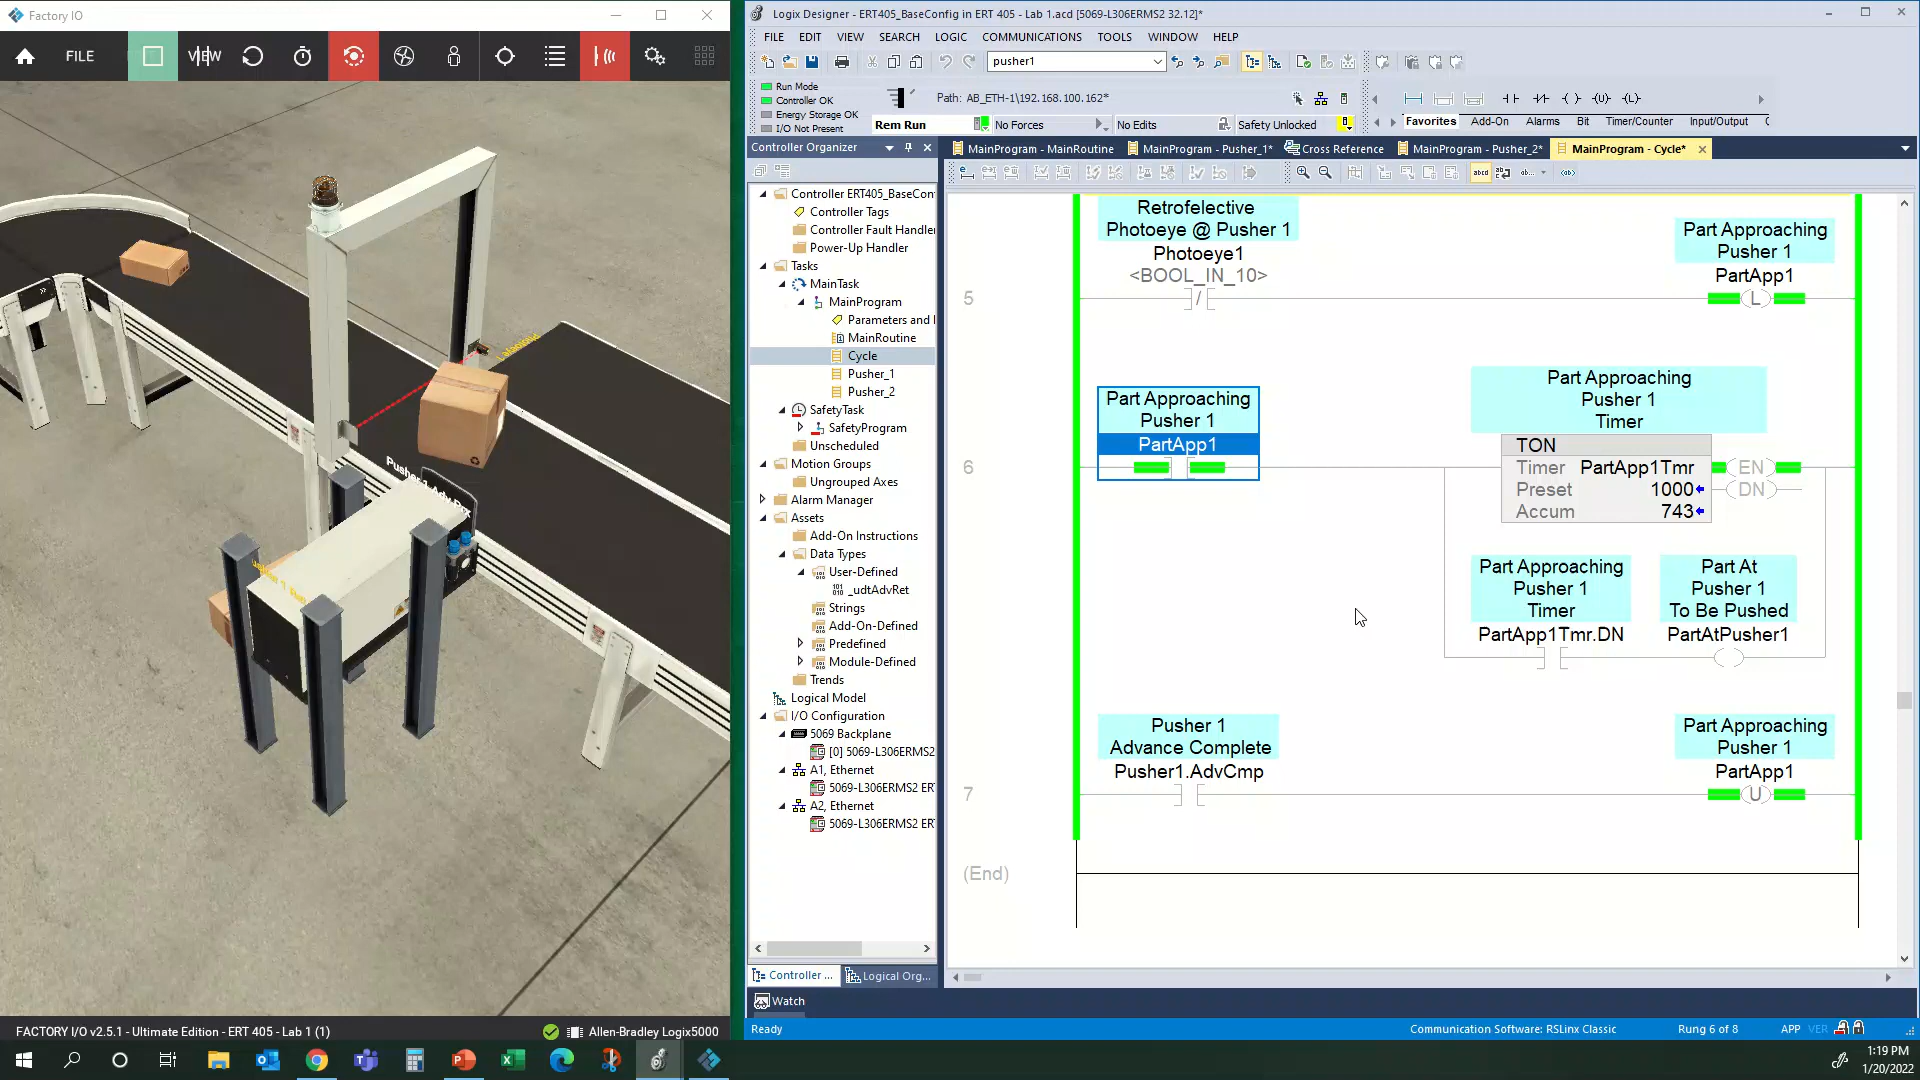 Factory IO
FILE
VIEW
Pusher 1 Adv Prx
FACTORY I/O v2.5.1 - Ultimate Edition - ERT 405 - Lab 1 (1)
Allen-Bradley Logix5000
Logix Designer - ERT405_BaseConfig in ERT 405 - Lab 1.acd [5069-L306ERMS2 32.12]*
FILE EDIT VIEW SEARCH LOGIC COMMUNICATIONS TOOLS WINDOW HELP
pusher1
Run Mode
Controller OK
Energy Storage OK
I/O Not Present
Path: AB_ETH-1\192.168.100.162*
Rem Run No Forces No Edits Safety Unlocked
Favorites Add-On Alarms Bit Timer/Counter Input/Output
Controller Organizer
MainProgram - MainRoutine MainProgram - Pusher_1* Cross Reference MainProgram - Pusher_2* MainProgram - Cycle*
Controller ERT405_BaseConf
Controller Tags
Controller Fault Handler
Power-Up Handler
Tasks
MainTask
MainProgram
Parameters and l
MainRoutine
Cycle
Pusher_1
Pusher_2
SafetyTask
SafetyProgram
Unscheduled
Motion Groups
Ungrouped Axes
Alarm Manager
Assets
Add-On Instructions
Data Types
User-Defined
_udtAdvRet
Strings
Add-On-Defined
Predefined
Module-Defined
Trends
Logical Model
I/O Configuration
5069 Backplane
[0] 5069-L306ERMS2
A1, Ethernet
5069-L306ERMS2 ER
A2, Ethernet
5069-L306ERMS2 ER
Controller ... Logical Org...
Watch
Retrofelective
Photoeye @ Pusher 1
Photoeye1
<BOOL_IN_10>
Part Approaching
Pusher 1
PartApp1
5
L
Part Approaching
Pusher 1
PartApp1
6
Part Approaching
Pusher 1
Timer
TON
Timer PartApp1Tmr
Preset 1000
Accum 743
EN
DN
Part Approaching
Pusher 1
Timer
PartApp1Tmr.DN
Part At
Pusher 1
To Be Pushed
PartAtPusher1
Pusher 1
Advance Complete
Pusher1.AdvCmp
Part Approaching
Pusher 1
PartApp1
7
U
(End)
Ready
Communication Software: RSLinx Classic
Rung 6 of 8
APP VER
1:19 PM
1/20/2022